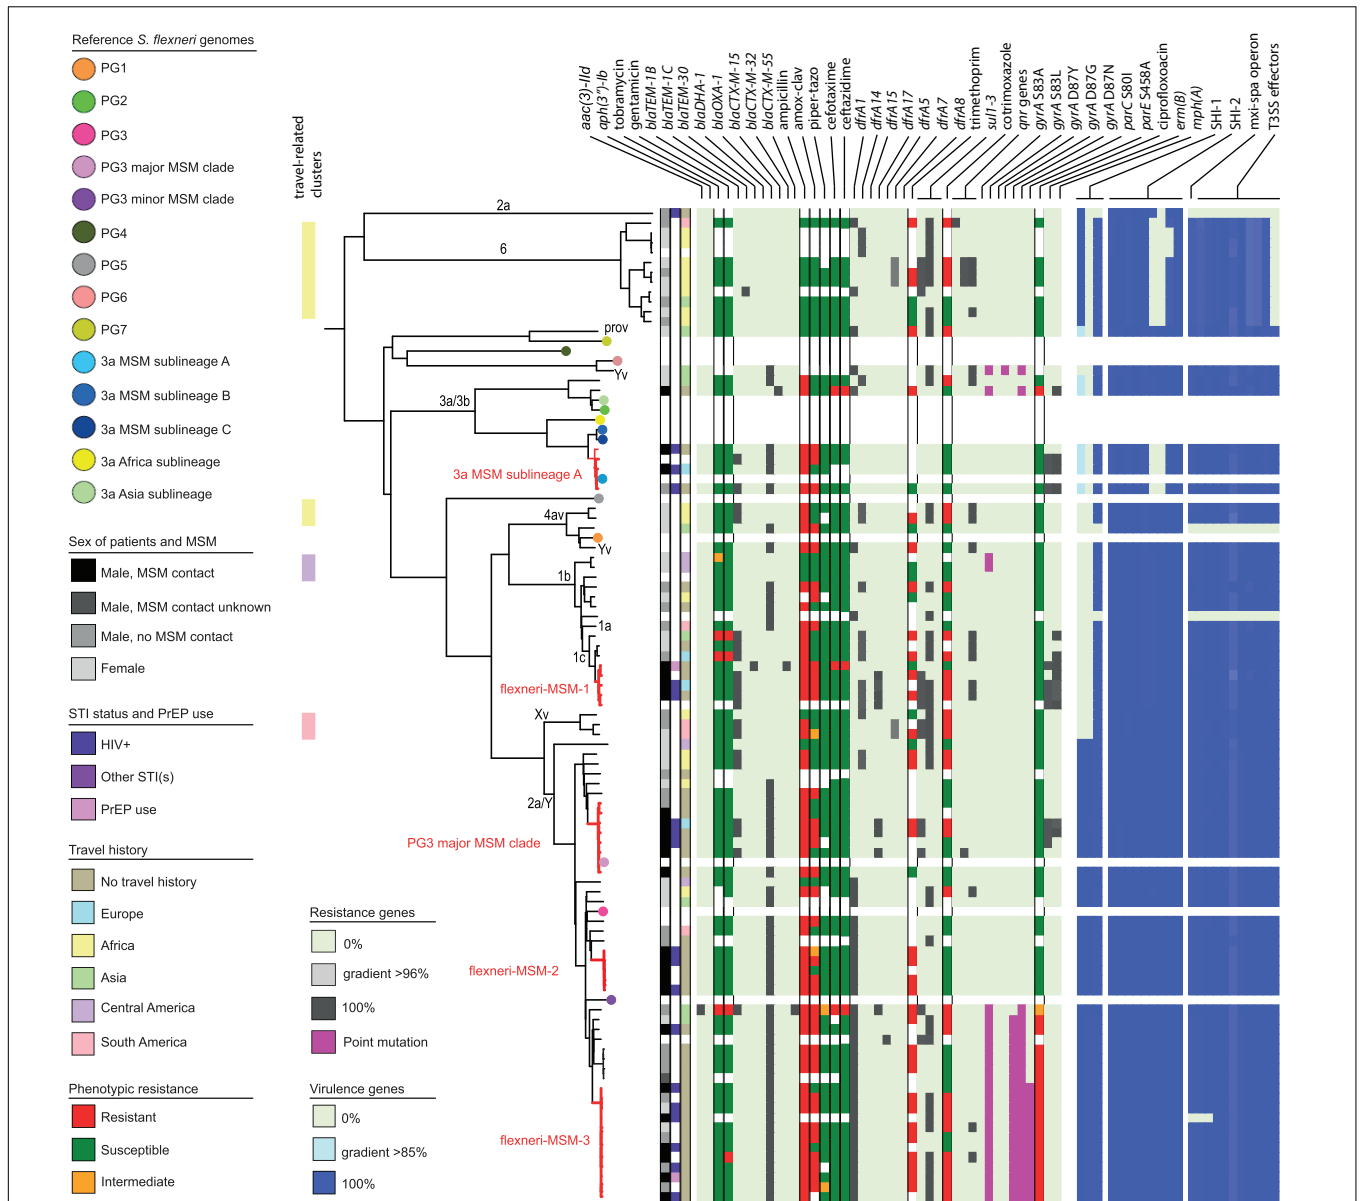 Reference S. flexneri genomes
PG1
PG2
PG3
PG3 major MSM clade
PG3 minor MSM clade
PG4
PG5
PG6
PG7
3a MSM sublineage A
3a MSM sublineage B
3a MSM sublineage C
3a Africa sublineage
3a Asia sublineage
Sex of patients and MSM
Male, MSM contact
Male, MSM contact unknown
Male, no MSM contact
Female
STI status and PrEP use
HIV+
Other STI(s)
PrEP use
Travel history
No travel history
Europe
Africa
Asia
Central America
South America
Phenotypic resistance
Resistant
Susceptible
Intermediate
Resistance genes
0%
gradient >96%
100%
Point mutation
Virulence genes
0%
gradient >85%
100%
travel-related
clusters
2a
6
prov
Yv
3a/3b
3a MSM sublineage A
4av
Yv
1b
1a
1c
flexneri-MSM-1
Xv
2a/Y
PG3 major MSM clade
flexneri-MSM-2
flexneri-MSM-3
aac(3)-IId
aph(3'')-Ib
tobramycin
gentamicin
blaTEM-1B
blaTEM-1C
blaTEM-30
blaDHA-1
blaOXA-1
blaCTX-M-15
blaCTX-M-32
blaCTX-M-55
ampicillin
amox-clav
piper-tazo
cefotaxime
ceftazidime
dfrA1
dfrA14
dfrA15
dfrA17
dfrA5
dfrA7
dfrA8
trimethoprim
sul1-3
cotrimoxazole
qnr genes
gyrA S83A
gyrA S83L
gyrA D87Y
gyrA D87G
gyrA D87N
parC S80I
parE S458A
ciprofloxoacin
erm(B)
mph(A)
SHI-1
SHI-2
mxi-spa operon
T3SS effectors